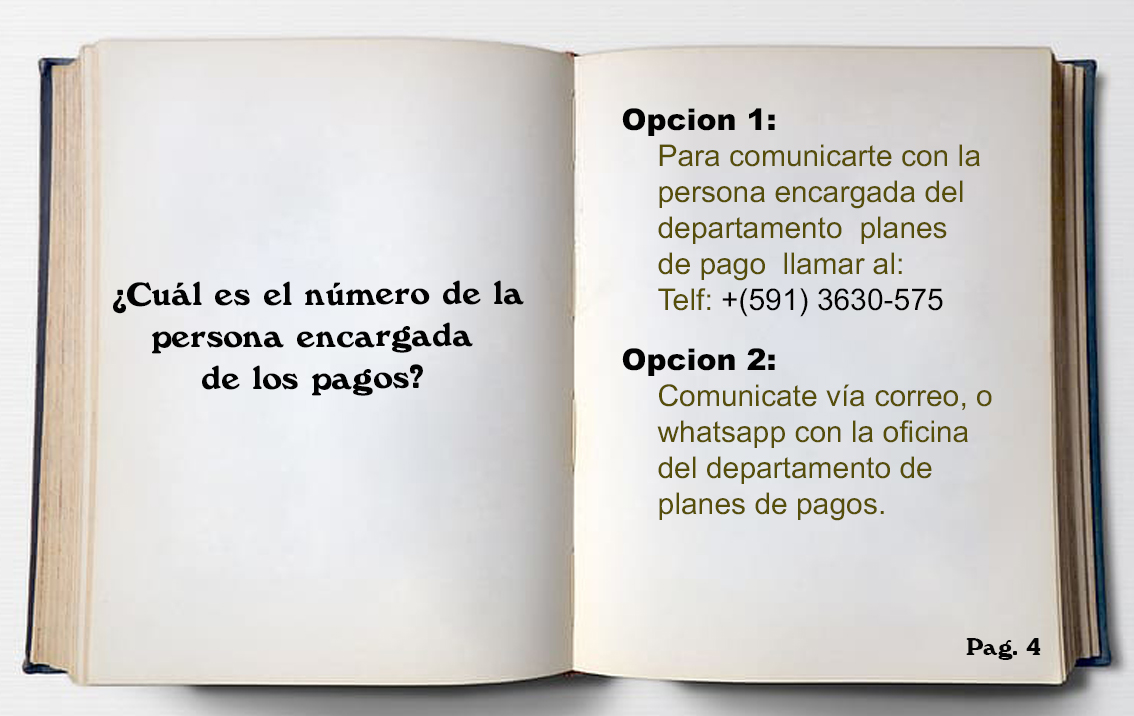 ¿Cuál es el número de la
persona encargada
de los pagos?
Opcion 1:
Para comunicarte con la
persona encargada del
departamento planes
de pago llamar al:
Telf: +(591) 3630-575
Opcion 2:
Comunicate vía correo, o
whatsapp con la oficina
del departamento de
planes de pagos.
Pag. 4